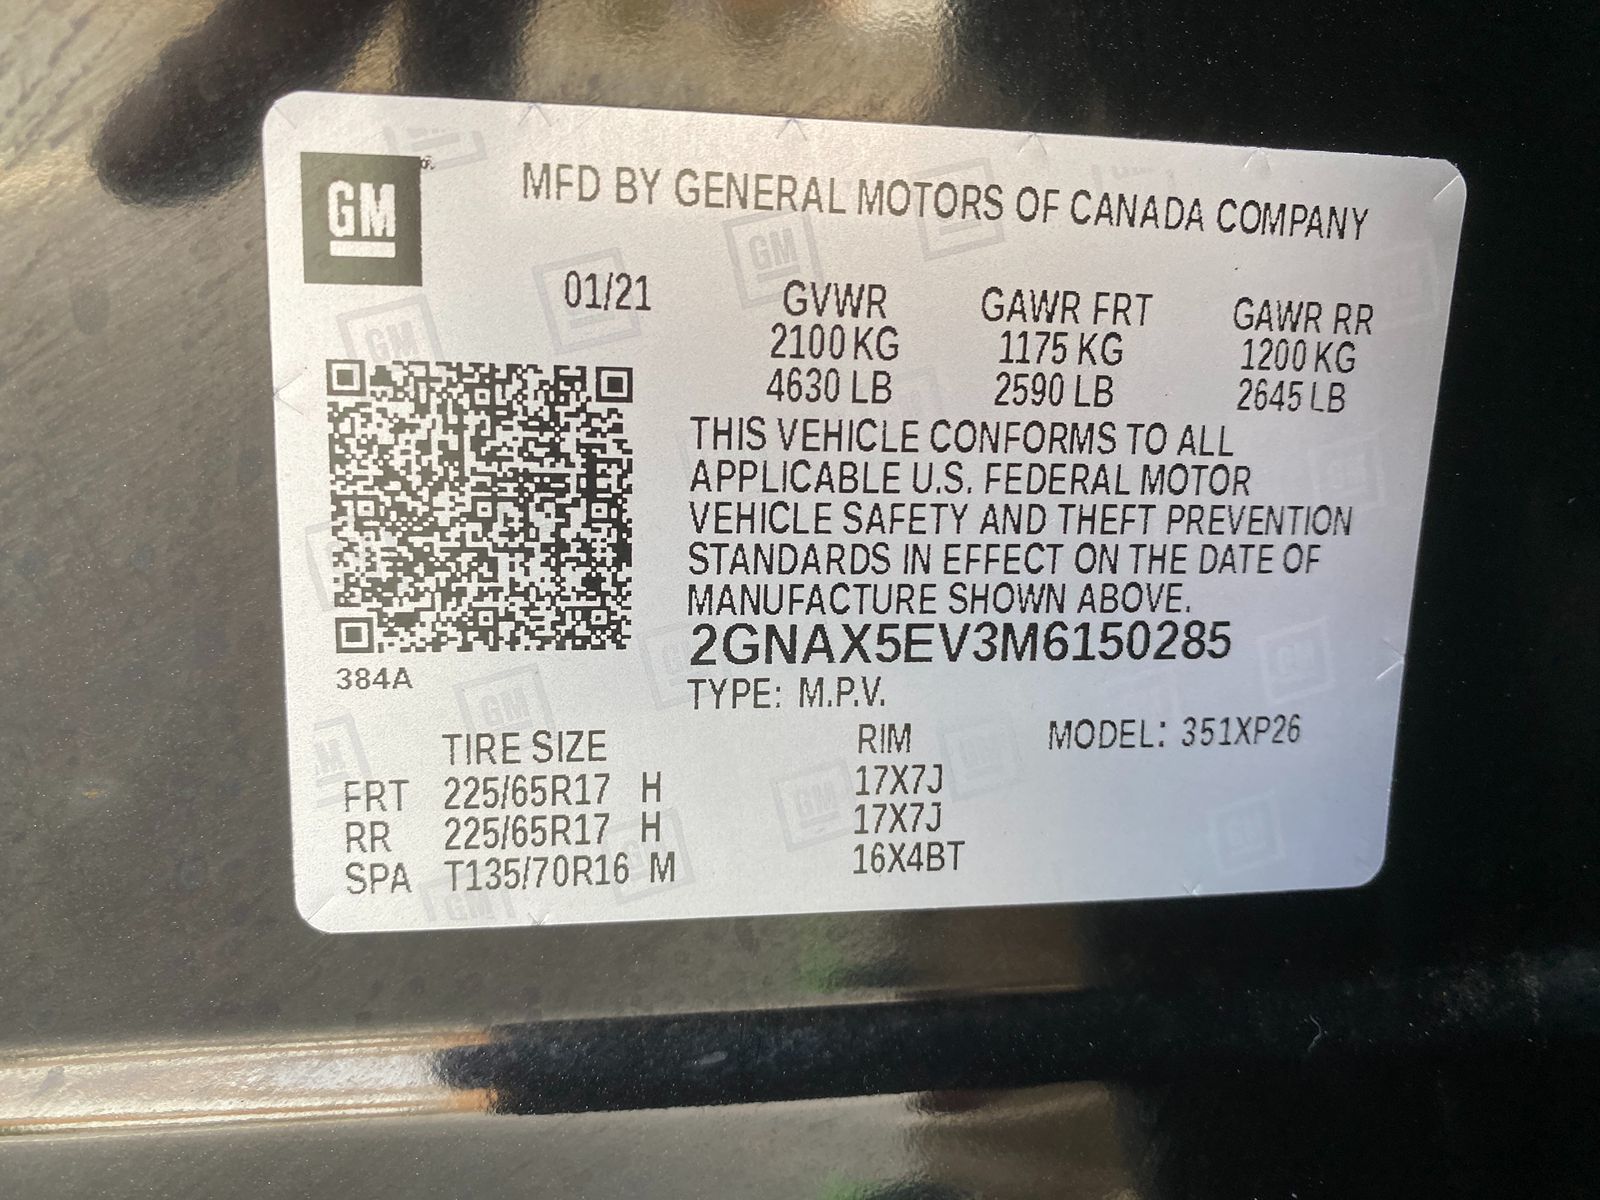 GM
MFD BY GENERAL MOTORS OF CANADA COMPANY
01/21 GVWR GAWR FRT GAWR RR
2100 KG 1175 KG 1200 KG
4630 LB 2590 LB 2645 LB
THIS VEHICLE CONFORMS TO ALL
APPLICABLE U.S. FEDERAL MOTOR
VEHICLE SAFETY AND THEFT PREVENTION
STANDARDS IN EFFECT ON THE DATE OF
MANUFACTURE SHOWN ABOVE.
2GNAX5EV3M6150285
384A
TYPE: M.P.V.
TIRE SIZE RIM MODEL: 351XP26
FRT 225/65R17 H 17X7J
RR 225/65R17 H 17X7J
SPA T135/70R16 M 16X4BT